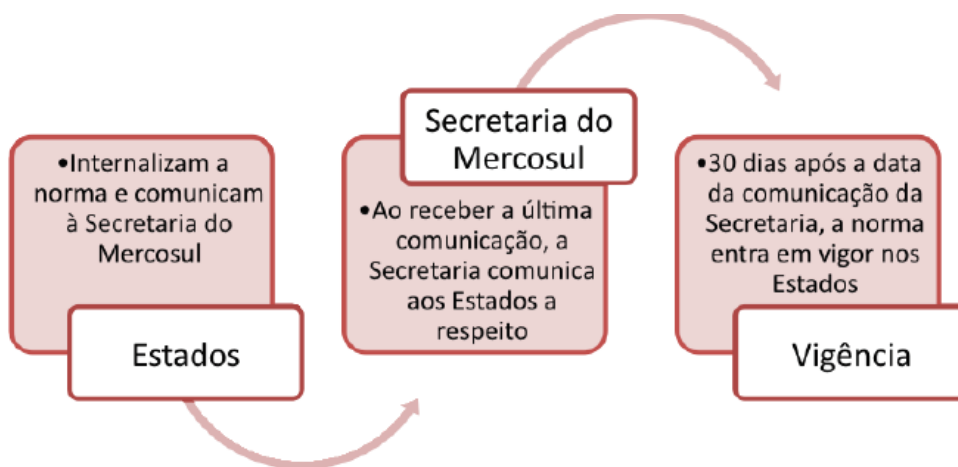 •Internalizam a
norma e comunicam
à Secretaria do
Mercosul
Estados
Secretaria do
Mercosul
•Ao receber a última
comunicação, a
Secretaria comunica
aos Estados a
respeito
•30 dias após a data
da comunicação da
Secretaria, a norma
entra em vigor nos
Estados
Vigência